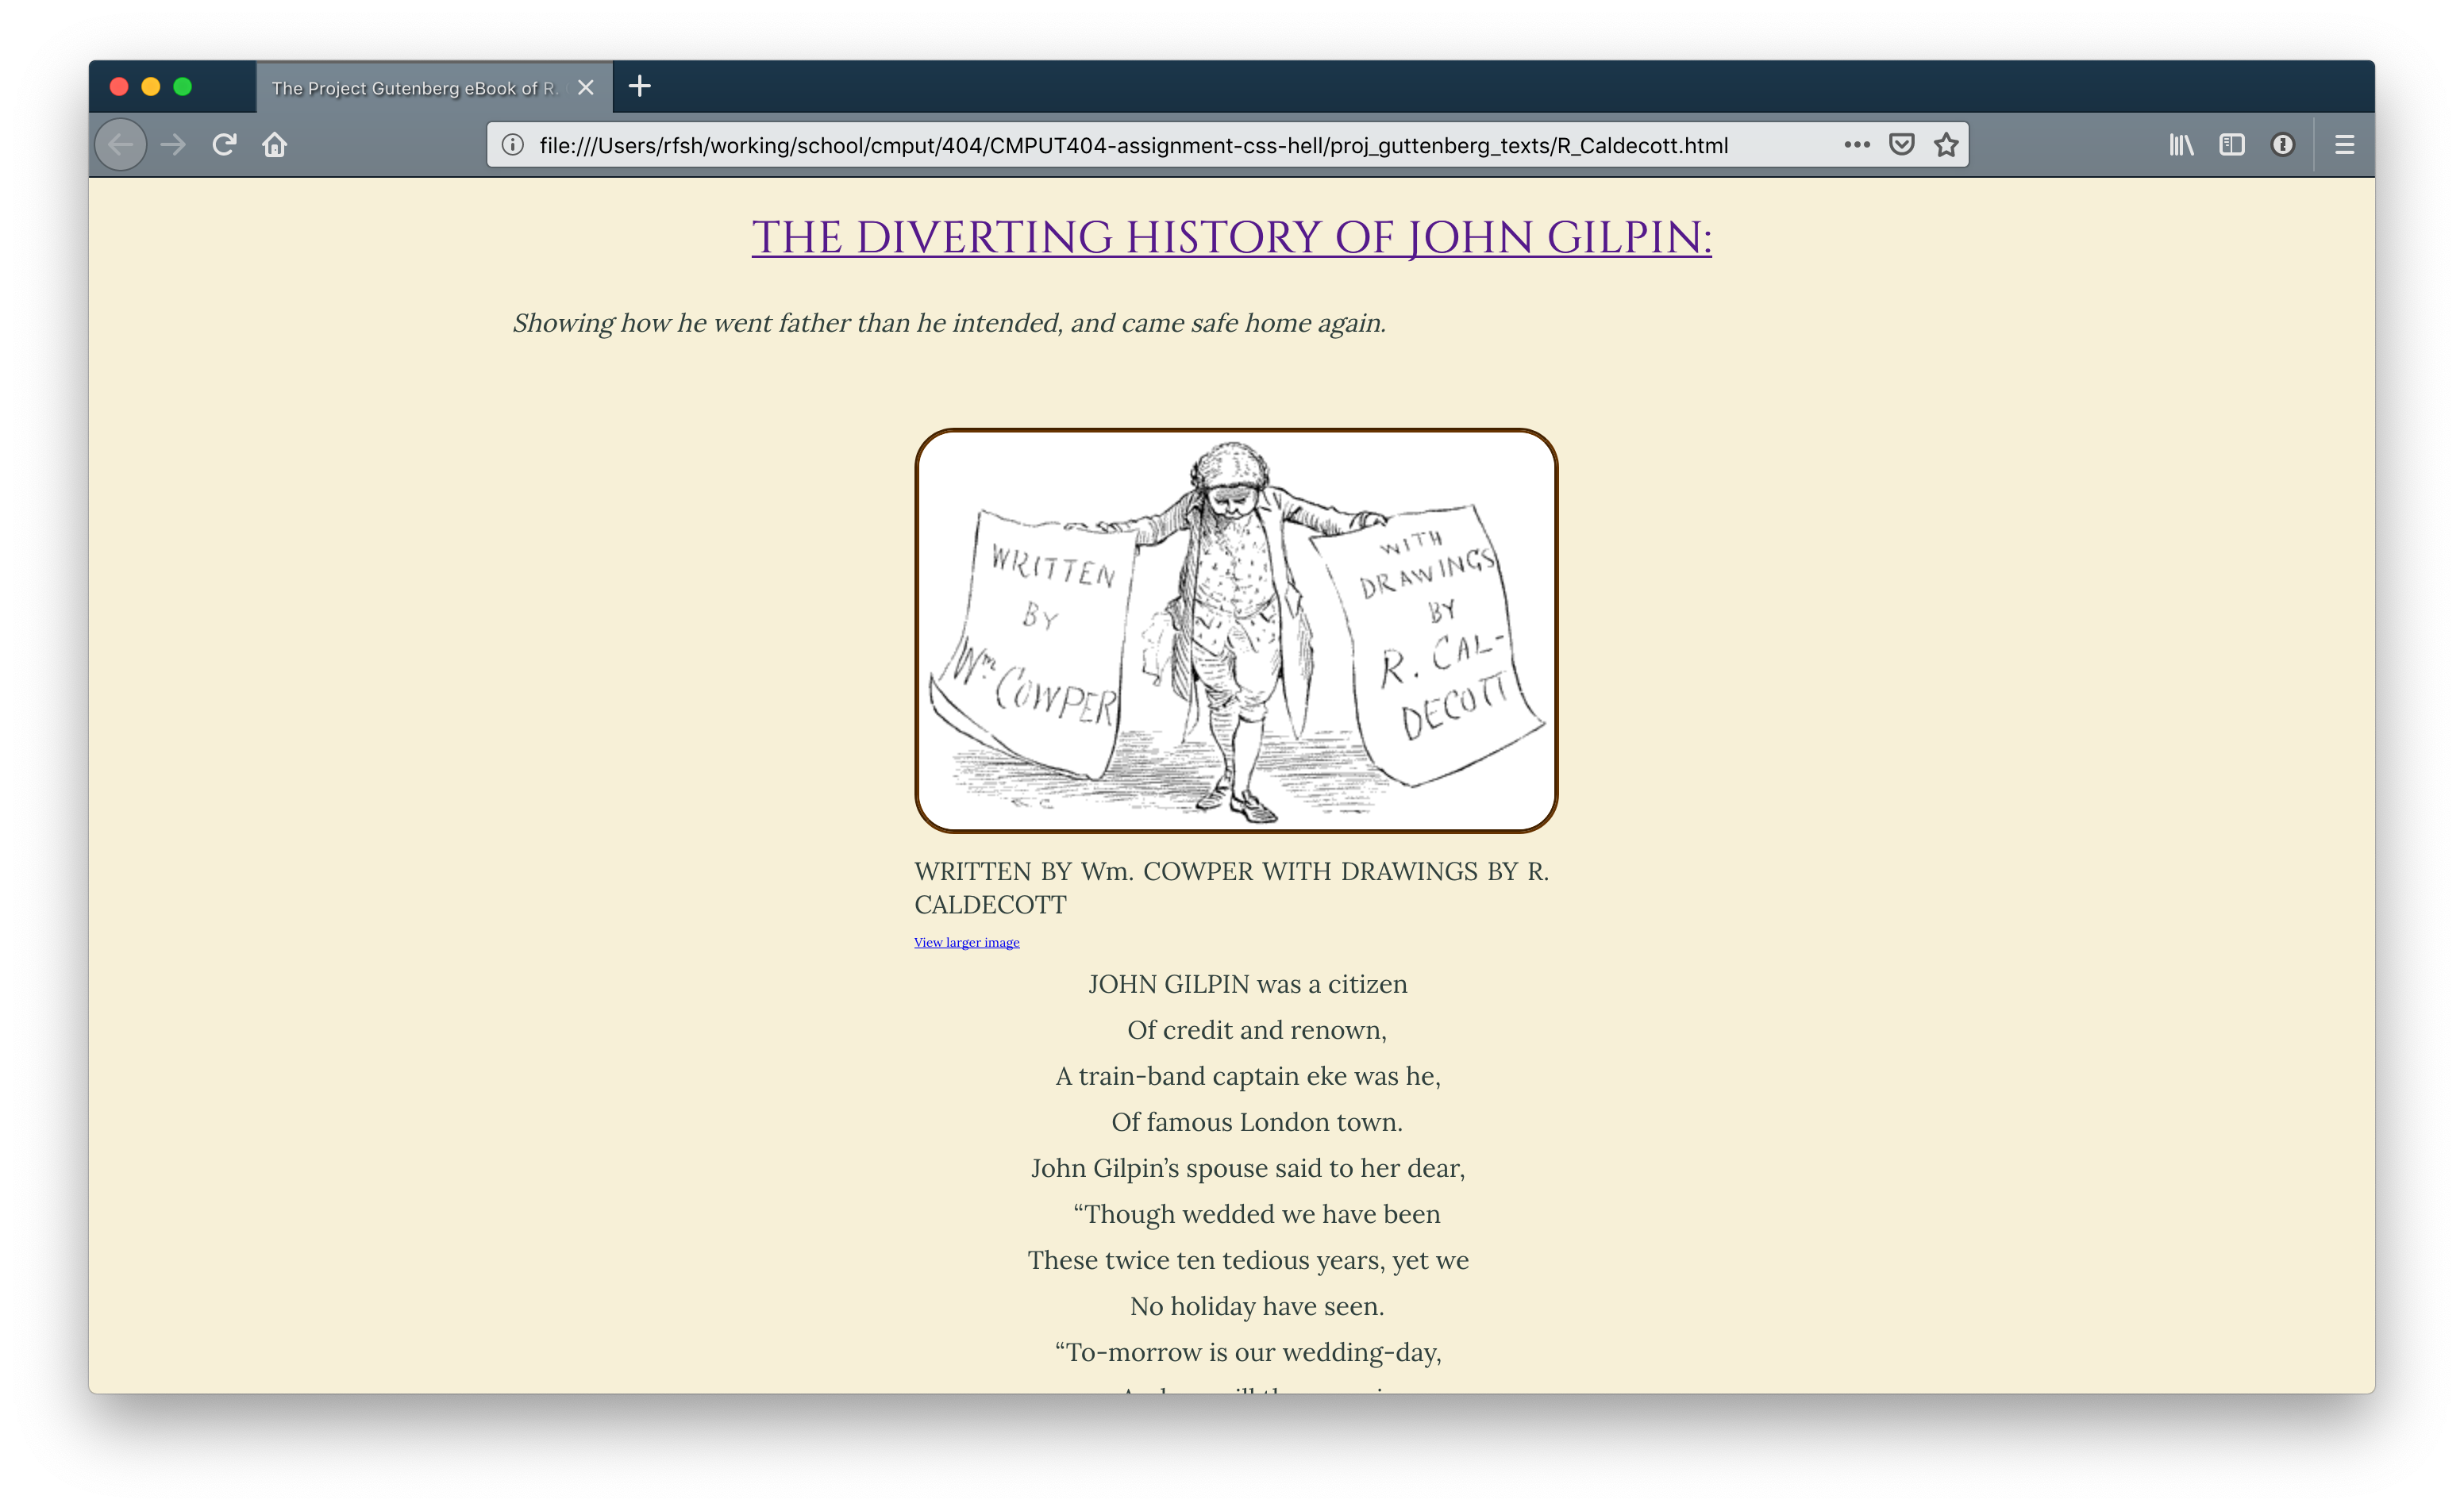 The Project Gutenberg eBook of R.
file:///Users/rfsh/working/school/cmput/404/CMPUT404-assignment-css-hell/proj_guttenberg_texts/R_Caldecott.html
THE DIVERTING HISTORY OF JOHN GILPIN:
Showing how he went father than he intended, and came safe home again.
WRITTEN
BY
Wm. COWPER
WITH
DRAWINGS
BY
R. CAL-
DECOTT
WRITTEN BY Wm. COWPER WITH DRAWINGS BY R.
CALDECOTT
View larger image
JOHN GILPIN was a citizen
Of credit and renown,
A train-band captain eke was he,
Of famous London town.
John Gilpin’s spouse said to her dear,
“Though wedded we have been
These twice ten tedious years, yet we
No holiday have seen.
“To-morrow is our wedding-day,